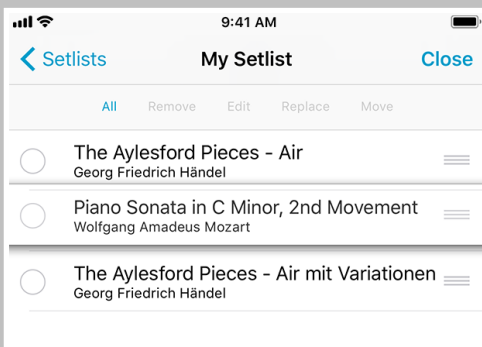 9:41 AM
Setlists
My Setlist
Close
All
Remove
Edit
Replace
Move
The Aylesford Pieces - Air
Georg Friedrich Händel
Piano Sonata in C Minor, 2nd Movement
Wolfgang Amadeus Mozart
The Aylesford Pieces - Air mit Variationen
Georg Friedrich Händel